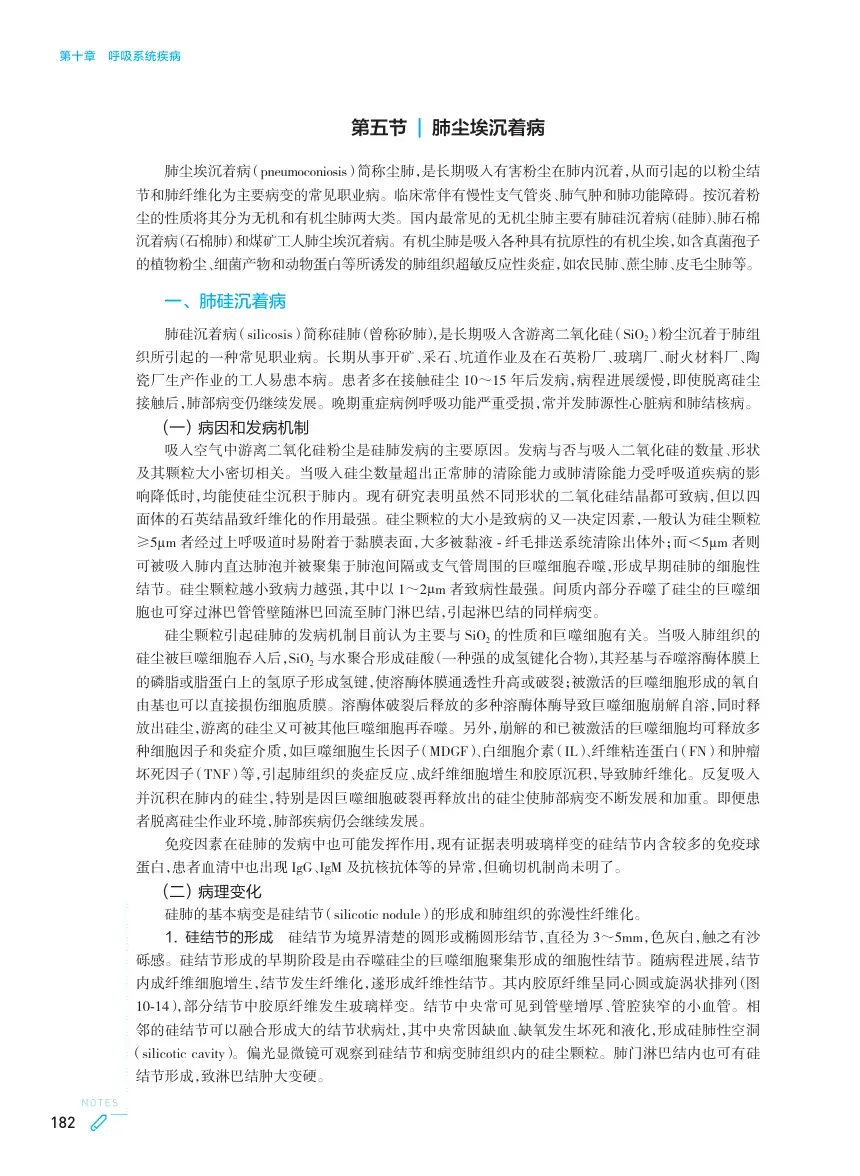 第十章 呼吸系统疾病
第五节 | 肺尘埃沉着病
肺尘埃沉着病(pneumoconiosis)简称尘肺,是长期吸入有害粉尘在肺内沉着,从而引起的以粉尘结
节和肺纤维化为主要病变的常见职业病。临床常伴有慢性支气管炎、肺气肿和肺功能障碍。按沉着粉
尘的性质将其分为无机和有机尘肺两大类。国内最常见的无机尘肺主要有肺硅沉着病(硅肺)、肺石棉
沉着病(石棉肺)和煤矿工人肺尘埃沉着病。有机尘肺是吸入各种具有抗原性的有机尘埃,如含真菌孢子
的植物粉尘、细菌产物和动物蛋白等所诱发的肺组织超敏反应性炎症,如农民肺、蔗尘肺、皮毛尘肺等。
一、肺硅沉着病
肺硅沉着病(silicosis)简称硅肺(曾称矽肺),是长期吸入含游离二氧化硅(SiO₂)粉尘沉着于肺组
织所引起的一种常见职业病。长期从事开矿、采石、坑道作业及在石英粉厂、玻璃厂、耐火材料厂、陶
瓷厂生产作业的工人易患本病。患者多在接触硅尘 10～15 年后发病,病程进展缓慢,即使脱离硅尘
接触后,肺部病变仍继续发展。晚期重症病例呼吸功能严重受损,常并发肺源性心脏病和肺结核病。
(一)病因和发病机制
吸入空气中游离二氧化硅粉尘是硅肺发病的主要原因。发病与否与吸入二氧化硅的数量、形状
及其颗粒大小密切相关。当吸入硅尘数量超出正常肺的清除能力或肺清除能力受呼吸道疾病的影
响降低时,均能使硅尘沉积于肺内。现有研究表明虽然不同形状的二氧化硅结晶都可致病,但以四
面体的石英结晶致纤维化的作用最强。硅尘颗粒的大小是致病的又一决定因素,一般认为硅尘颗粒
≥5μm 者经过上呼吸道时易附着于黏膜表面,大多被黏液 - 纤毛排送系统清除出体外;而＜5μm 者则
可被吸入肺内直达肺泡并被聚集于肺泡间隔或支气管周围的巨噬细胞吞噬,形成早期硅肺的细胞性
结节。硅尘颗粒越小致病力越强,其中以 1～2μm 者致病性最强。间质内部分吞噬了硅尘的巨噬细
胞也可穿过淋巴管管壁随淋巴回流至肺门淋巴结,引起淋巴结的同样病变。
硅尘颗粒引起硅肺的发病机制目前认为主要与 SiO₂ 的性质和巨噬细胞有关。当吸入肺组织的
硅尘被巨噬细胞吞入后,SiO₂ 与水聚合形成硅酸(一种强的成氢键化合物),其羟基与吞噬溶酶体膜上
的磷脂或脂蛋白上的氢原子形成氢键,使溶酶体膜通透性升高或破裂;被激活的巨噬细胞形成的氧自
由基也可以直接损伤细胞质膜。溶酶体破裂后释放的多种溶酶体酶导致巨噬细胞崩解自溶,同时释
放出硅尘,游离的硅尘又可被其他巨噬细胞再吞噬。另外,崩解的和已被激活的巨噬细胞均可释放多
种细胞因子和炎症介质,如巨噬细胞生长因子(MDGF)、白细胞介素(IL)、纤维粘连蛋白(FN)和肿瘤
坏死因子(TNF)等,引起肺组织的炎症反应、成纤维细胞增生和胶原沉积,导致肺纤维化。反复吸入
并沉积在肺内的硅尘,特别是因巨噬细胞破裂再释放出的硅尘使肺部病变不断发展和加重。即便患
者脱离硅尘作业环境,肺部疾病仍会继续发展。
免疫因素在硅肺的发病中也可能发挥作用,现有证据表明玻璃样变的硅结节内含较多的免疫球
蛋白,患者血清中也出现 IgG、IgM 及抗核抗体等的异常,但确切机制尚未明了。
(二)病理变化
硅肺的基本病变是硅结节(silicotic nodule)的形成和肺组织的弥漫性纤维化。
1. 硅结节的形成 硅结节为境界清楚的圆形或椭圆形结节,直径为 3～5mm,色灰白,触之有沙
砾感。硅结节形成的早期阶段是由吞噬硅尘的巨噬细胞聚集形成的细胞性结节。随病程进展,结节
内成纤维细胞增生,结节发生纤维化,遂形成纤维性结节。其内胶原纤维呈同心圆或旋涡状排列(图
10-14),部分结节中胶原纤维发生玻璃样变。结节中央常可见到管壁增厚、管腔狭窄的小血管。相
邻的硅结节可以融合形成大的结节状病灶,其中央常因缺血、缺氧发生坏死和液化,形成硅肺性空洞
(silicotic cavity)。偏光显微镜可观察到硅结节和病变肺组织内的硅尘颗粒。肺门淋巴结内也可有硅
结节形成,致淋巴结肿大变硬。
NOTES
182